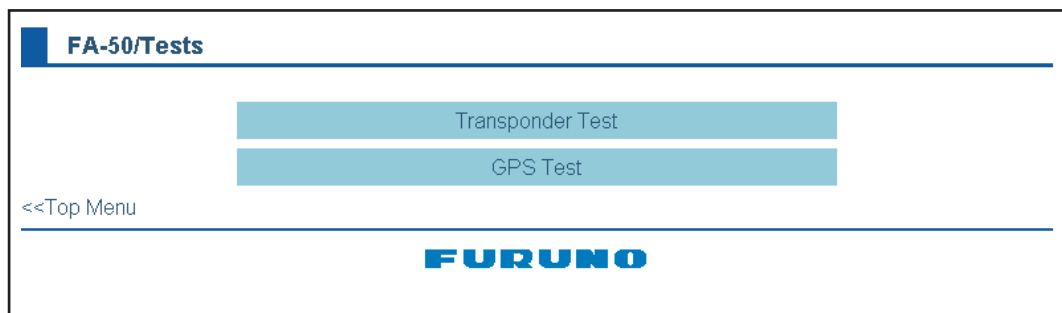 FA-50/Tests
Transponder Test
GPS Test
<<Top Menu
FURUNO